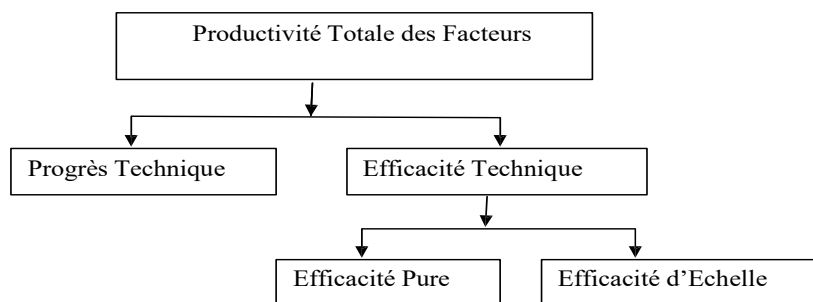 Productivité Totale des Facteurs
Progrès Technique
Efficacité Technique
Efficacité Pure
Efficacité d’Echelle